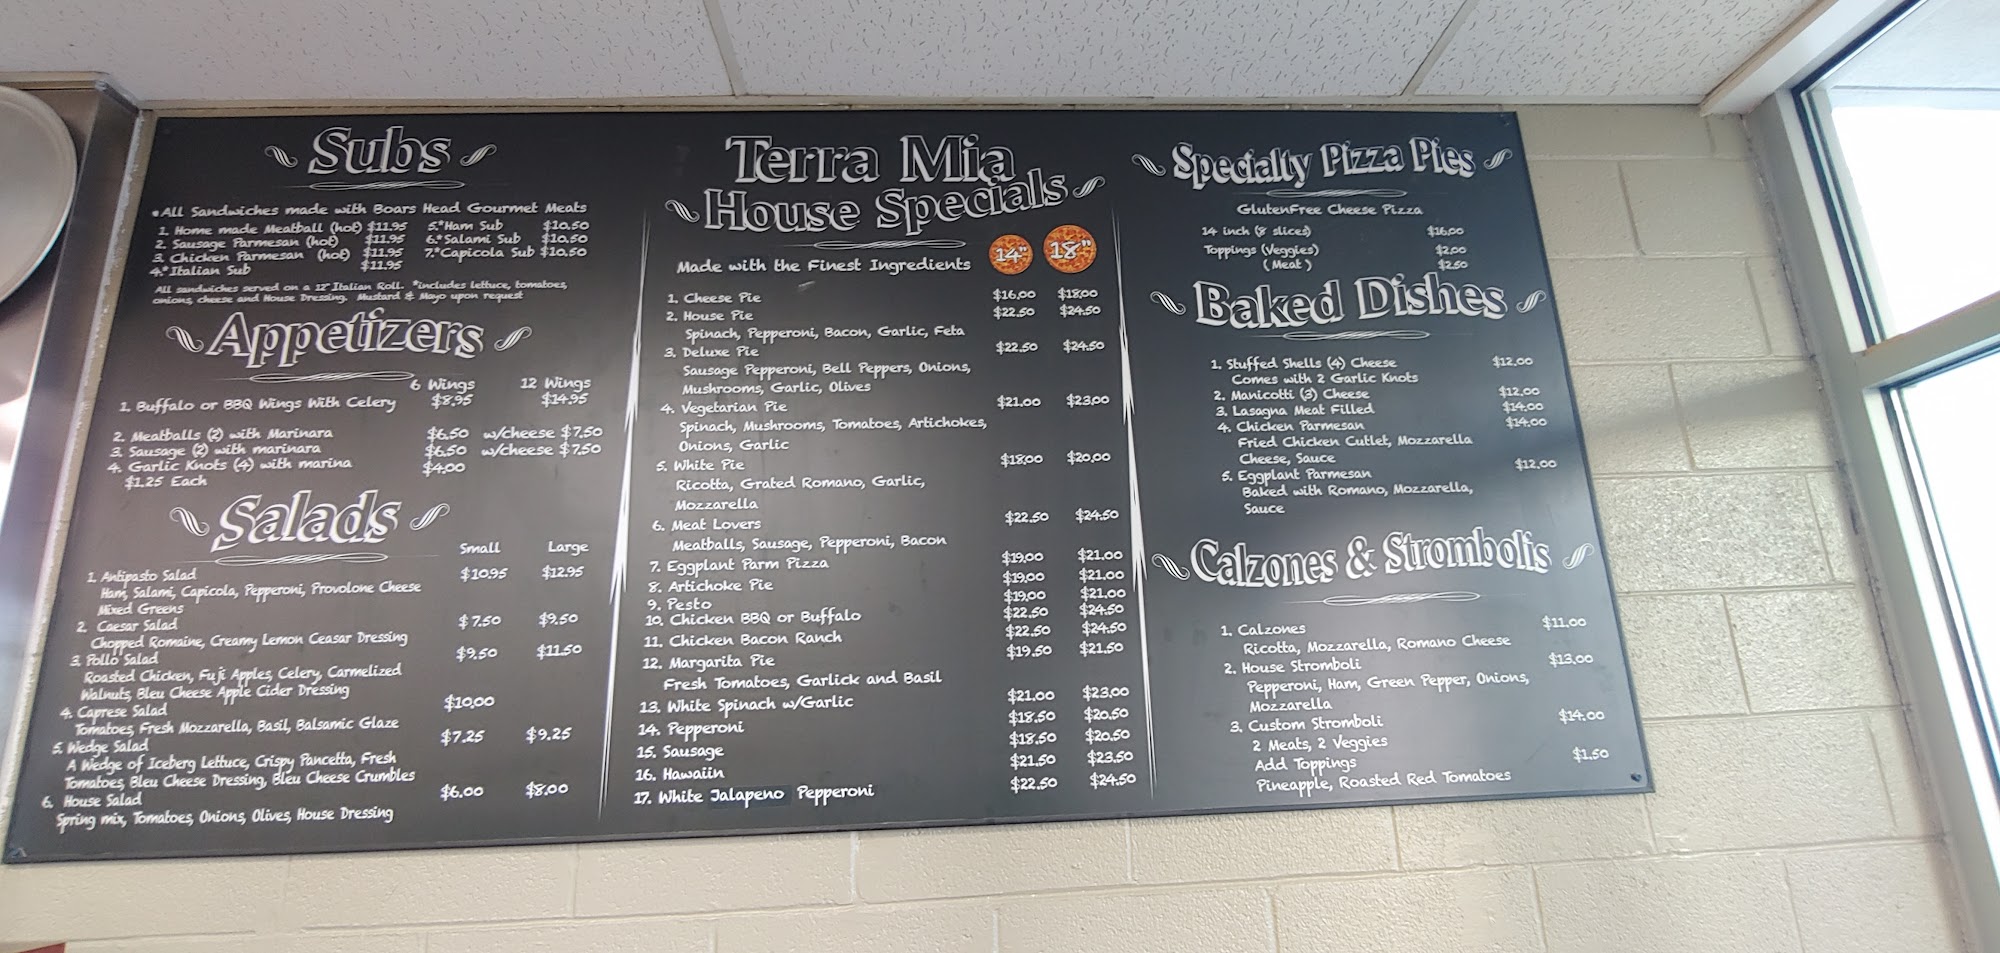 Subs
*All Sandwiches made with Boars Head Gourmet Meats
1. Home made Meatball (hot) $11.95 5.*Ham Sub $10.50
2. Sausage Parmesan (hot) $11.95 6.*Salami Sub $10.50
3. Chicken Parmesan (hot) $11.95 7.*Capicola Sub $10.50
4.*Italian Sub $11.95
All sandwiches served on a 12" Italian Roll. *includes lettuce, tomatoes,
onions, cheese and House Dressing. Mustard & Mayo upon request
Appetizers
6 Wings 12 Wings
1. Buffalo or BBQ Wings With Celery $8.95 $14.95
2. Meatballs (2) with Marinara $6.50 w/cheese $7.50
3. Sausage (2) with marinara $6.50 w/cheese $7.50
4. Garlic Knots (4) with marina $4.00
$1.25 Each
Salads
Small Large
1. Antipasto Salad $10.95 $12.95
Ham, Salami, Capicola, Pepperoni, Provolone Cheese
Mixed Greens
2. Caesar Salad $7.50 $9.50
Chopped Romaine, Creamy Lemon Ceasar Dressing
3. Pollo Salad $9.50 $11.50
Roasted Chicken, Fuji Apples, Celery, Carmelized
Walnuts, Bleu Cheese Apple Cider Dressing
4. Caprese Salad $10.00
Tomatoes, Fresh Mozzarella, Basil, Balsamic Glaze
5. Wedge Salad $7.25 $9.25
A Wedge of Iceberg Lettuce, Crispy Pancetta, Fresh
Tomatoes, Bleu Cheese Dressing, Bleu Cheese Crumbles
6. House Salad $6.00 $8.00
Spring mix, Tomatoes, Onions, Olives, House Dressing
Terra Mia
House Specials
Made with the Finest Ingredients 14" 18"
1. Cheese Pie $16.00 $18.00
2. House Pie $22.50 $24.50
Spinach, Pepperoni, Bacon, Garlic, Feta
3. Deluxe Pie $22.50 $24.50
Sausage Pepperoni, Bell Peppers, Onions,
Mushrooms, Garlic, Olives
4. Vegetarian Pie $21.00 $23.00
Spinach, Mushrooms, Tomatoes, Artichokes,
Onions, Garlic
5. White Pie $18.00 $20.00
Ricotta, Grated Romano, Garlic,
Mozzarella
6. Meat Lovers $22.50 $24.50
Meatballs, Sausage, Pepperoni, Bacon
7. Eggplant Parm Pizza $19.00 $21.00
8. Artichoke Pie $19.00 $21.00
9. Pesto $19.00 $21.00
10. Chicken BBQ or Buffalo $22.50 $24.50
11. Chicken Bacon Ranch $22.50 $24.50
12. Margarita Pie $19.50 $21.50
Fresh Tomatoes, Garlick and Basil
13. White Spinach w/Garlic $21.00 $23.00
14. Pepperoni $18.50 $20.50
15. Sausage $18.50 $20.50
16. Hawaiin $21.50 $23.50
17. White Jalapeno Pepperoni $22.50 $24.50
Specialty Pizza Pies
GlutenFree Cheese Pizza
14 inch (8 slices) $16.00
Toppings (Veggies) $2.00
(Meat) $2.50
Baked Dishes
1. Stuffed Shells (4) Cheese $12.00
Comes with 2 Garlic Knots
2. Manicotti (3) Cheese $12.00
3. Lasagna Meat Filled $14.00
4. Chicken Parmesan $14.00
Fried Chicken Cutlet, Mozzarella
Cheese, Sauce
5. Eggplant Parmesan $12.00
Baked with Romano, Mozzarella,
Sauce
Calzones & Strombolis
1. Calzones $11.00
Ricotta, Mozzarella, Romano Cheese
2. House Stromboli $13.00
Pepperoni, Ham, Green Pepper, Onions,
Mozzarella
3. Custom Stromboli $14.00
2 Meats, 2 Veggies
Add Toppings $1.50
Pineapple, Roasted Red Tomatoes